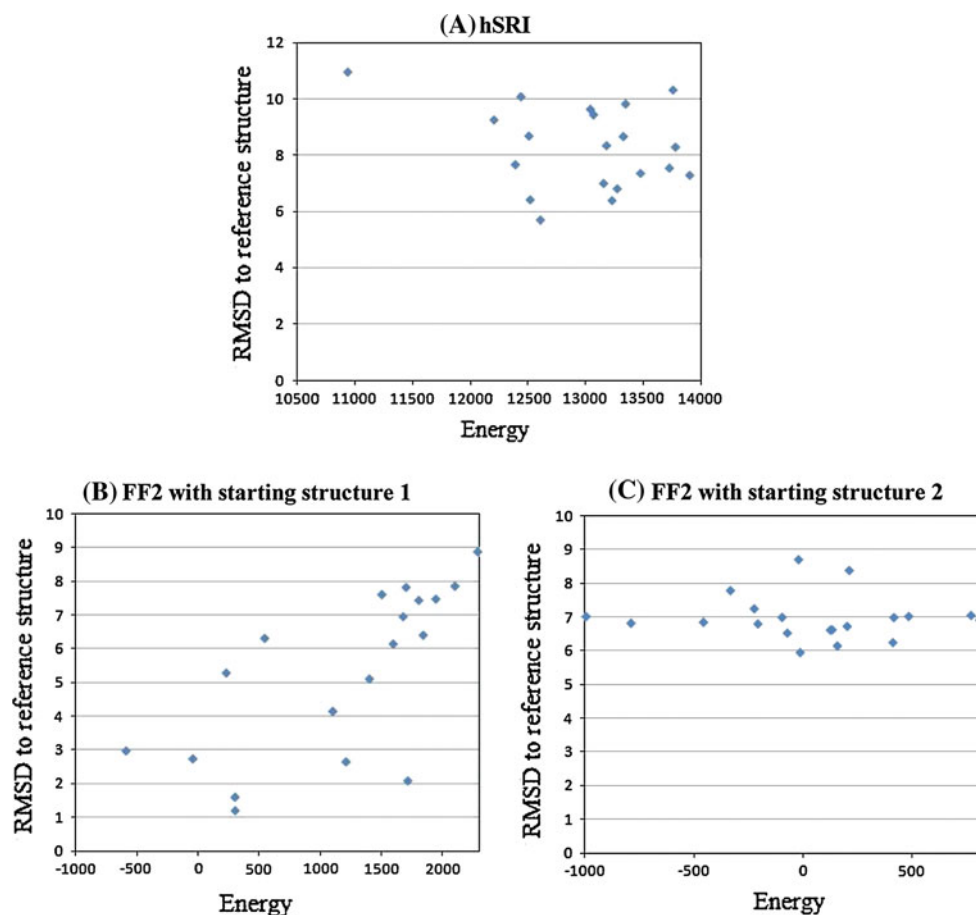 (A) hSRI
12
10
8
6
4
2
0
RMSD to reference structure
10500 11000 11500 12000 12500 13000 13500 14000
Energy
(B) FF2 with starting structure 1
10
9
8
7
6
5
4
3
2
1
0
RMSD to reference structure
-1000 -500 0 500 1000 1500 2000
Energy
(C) FF2 with starting structure 2
10
9
8
7
6
5
4
3
2
1
0
RMSD to reference structure
-1000 -500 0 500
Energy